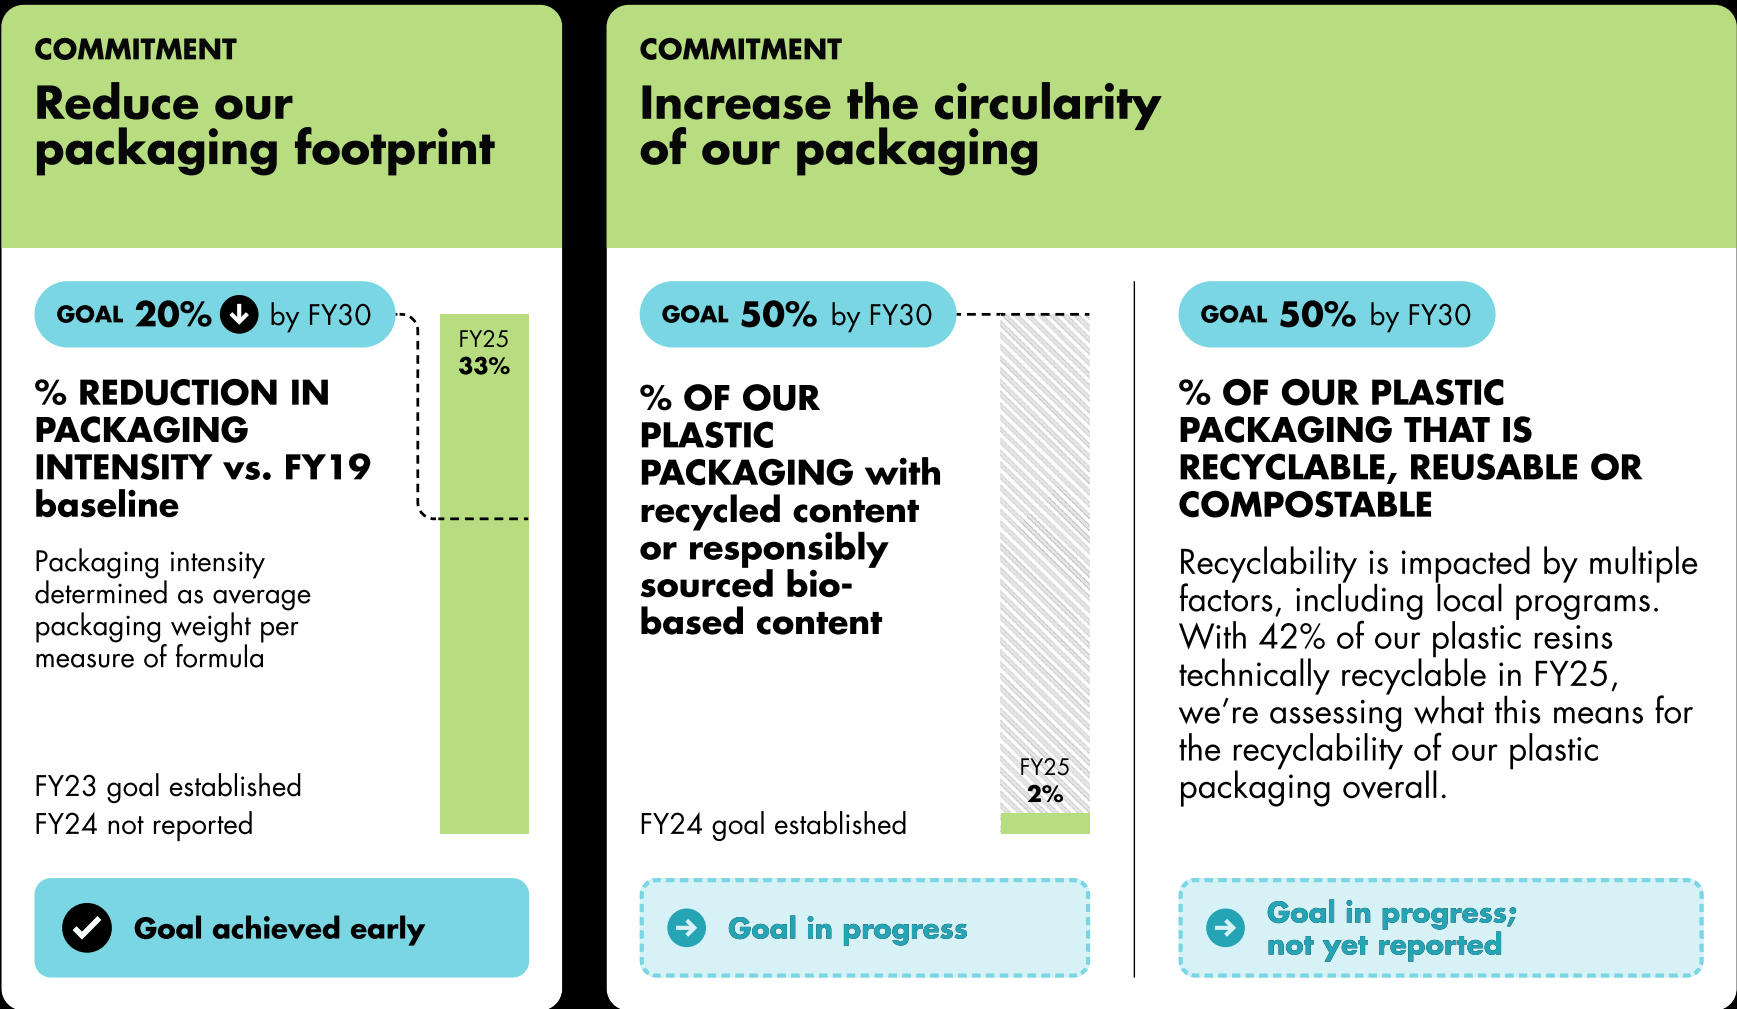 COMMITMENT
Reduce our
packaging footprint
GOAL 20% by FY30
FY25
33%
% REDUCTION IN
PACKAGING
INTENSITY vs. FY19
baseline
Packaging intensity
determined as average
packaging weight per
measure of formula
FY23 goal established
FY24 not reported
Goal achieved early
COMMITMENT
Increase the circularity
of our packaging
GOAL 50% by FY30
% OF OUR
PLASTIC
PACKAGING with
recycled content
or responsibly
sourced bio-
based content
FY25
2%
FY24 goal established
Goal in progress
GOAL 50% by FY30
% OF OUR PLASTIC
PACKAGING THAT IS
RECYCLABLE, REUSABLE OR
COMPOSTABLE
Recyclability is impacted by multiple
factors, including local programs.
With 42% of our plastic resins
technically recyclable in FY25,
we’re assessing what this means for
the recyclability of our plastic
packaging overall.
Goal in progress;
not yet reported